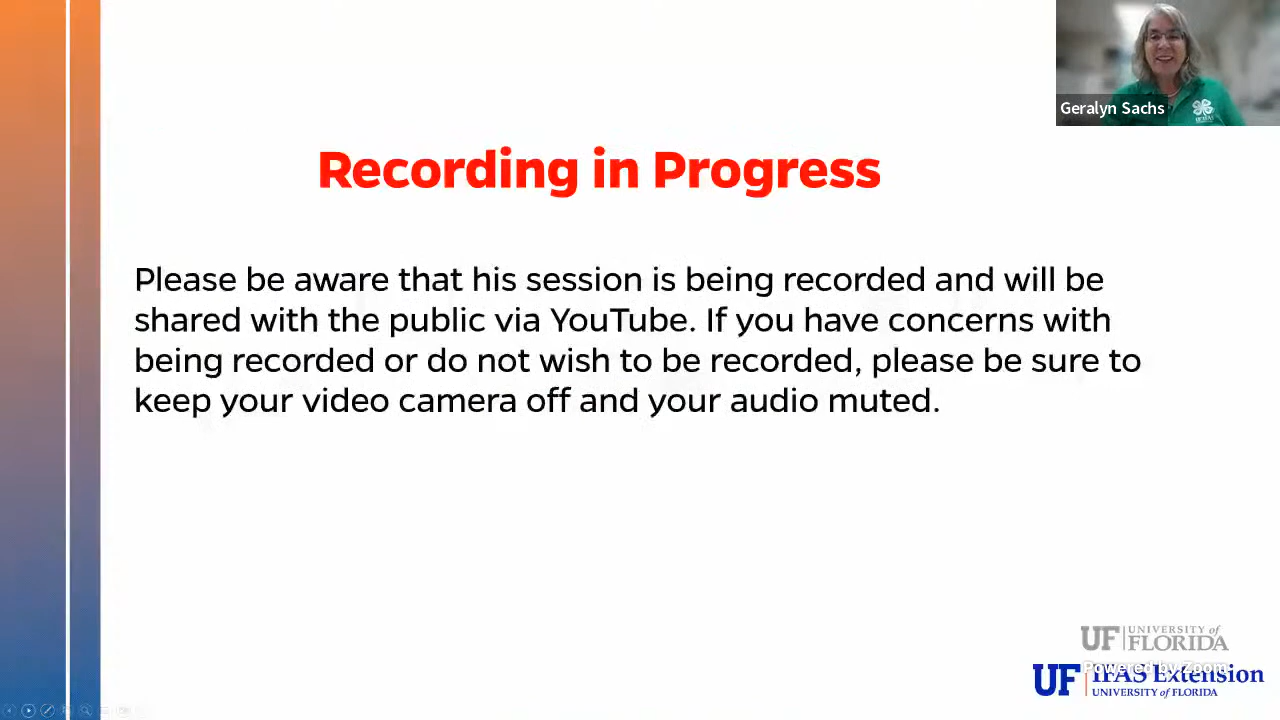 Geralyn Sachs
Recording in Progress
Please be aware that his session is being recorded and will be
shared with the public via YouTube. If you have concerns with
being recorded or do not wish to be recorded, please be sure to
keep your video camera off and your audio muted.
UF UNIVERSITY of
FLORIDA
Powered by Zoom
UF IFAS Extension
UNIVERSITY of FLORIDA